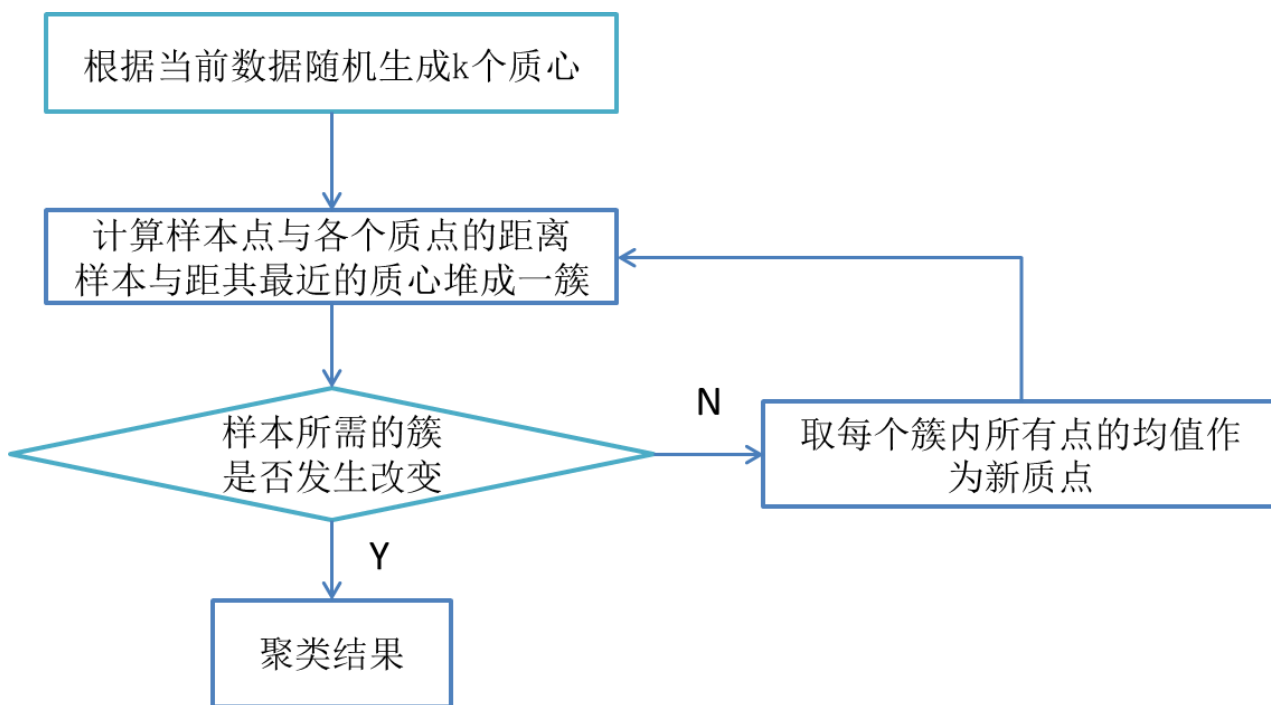 根据当前数据随机生成k个质心
计算样本点与各个质点的距离
样本与距其最近的质心堆成一簇
样本所需的簇
是否发生改变
N
取每个簇内所有点的均值作
为新质点
Y
聚类结果